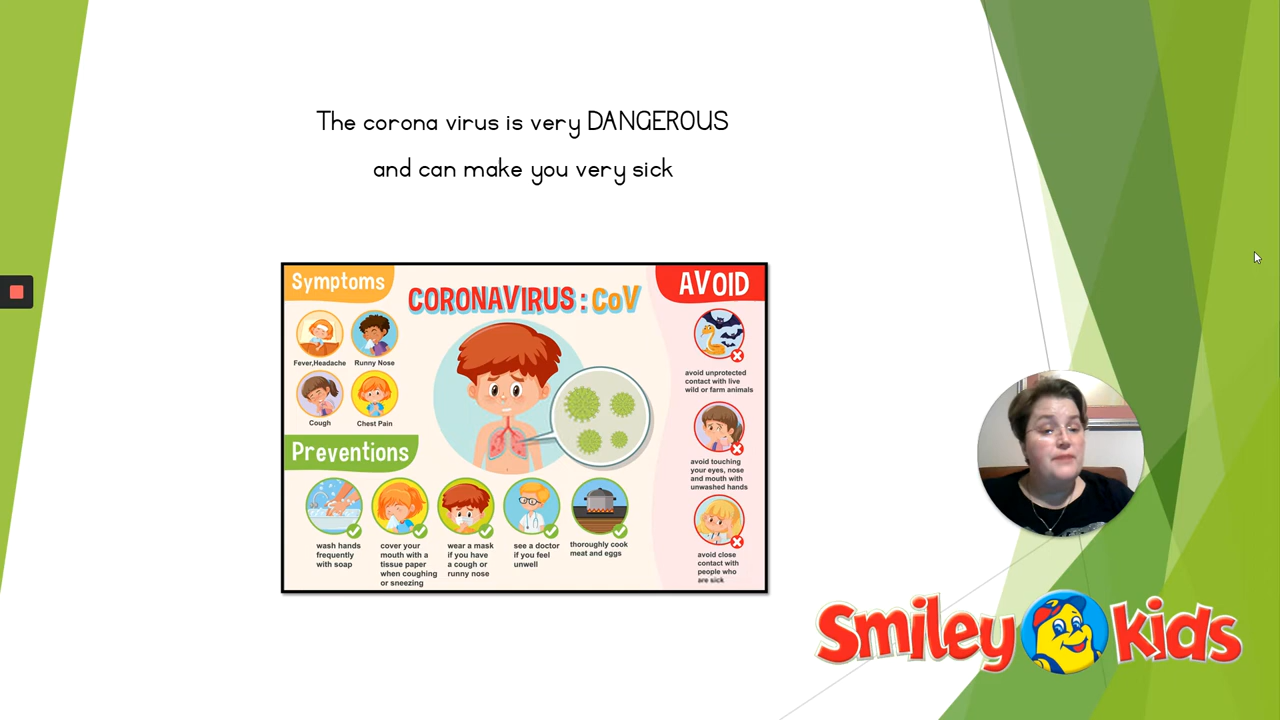 The corona virus is very DANGEROUS
and can make you very sick
Symptoms
CORONAVIRUS: CoV
AVOID
Fever,Headache
Runny Nose
Cough
Chest Pain
avoid unprotected
contact with live
wild or farm animals
avoid touching
your eyes, nose
and mouth with
unwashed hands
avoid close
contact with
people who
are sick
Preventions
wash hands
frequently
with soap
cover your
mouth with a
tissue paper
when coughing
or sneezing
wear a mask
if you have
a cough or
runny nose
see a doctor
if you feel
unwell
thoroughly cook
meat and eggs
Smiley kids